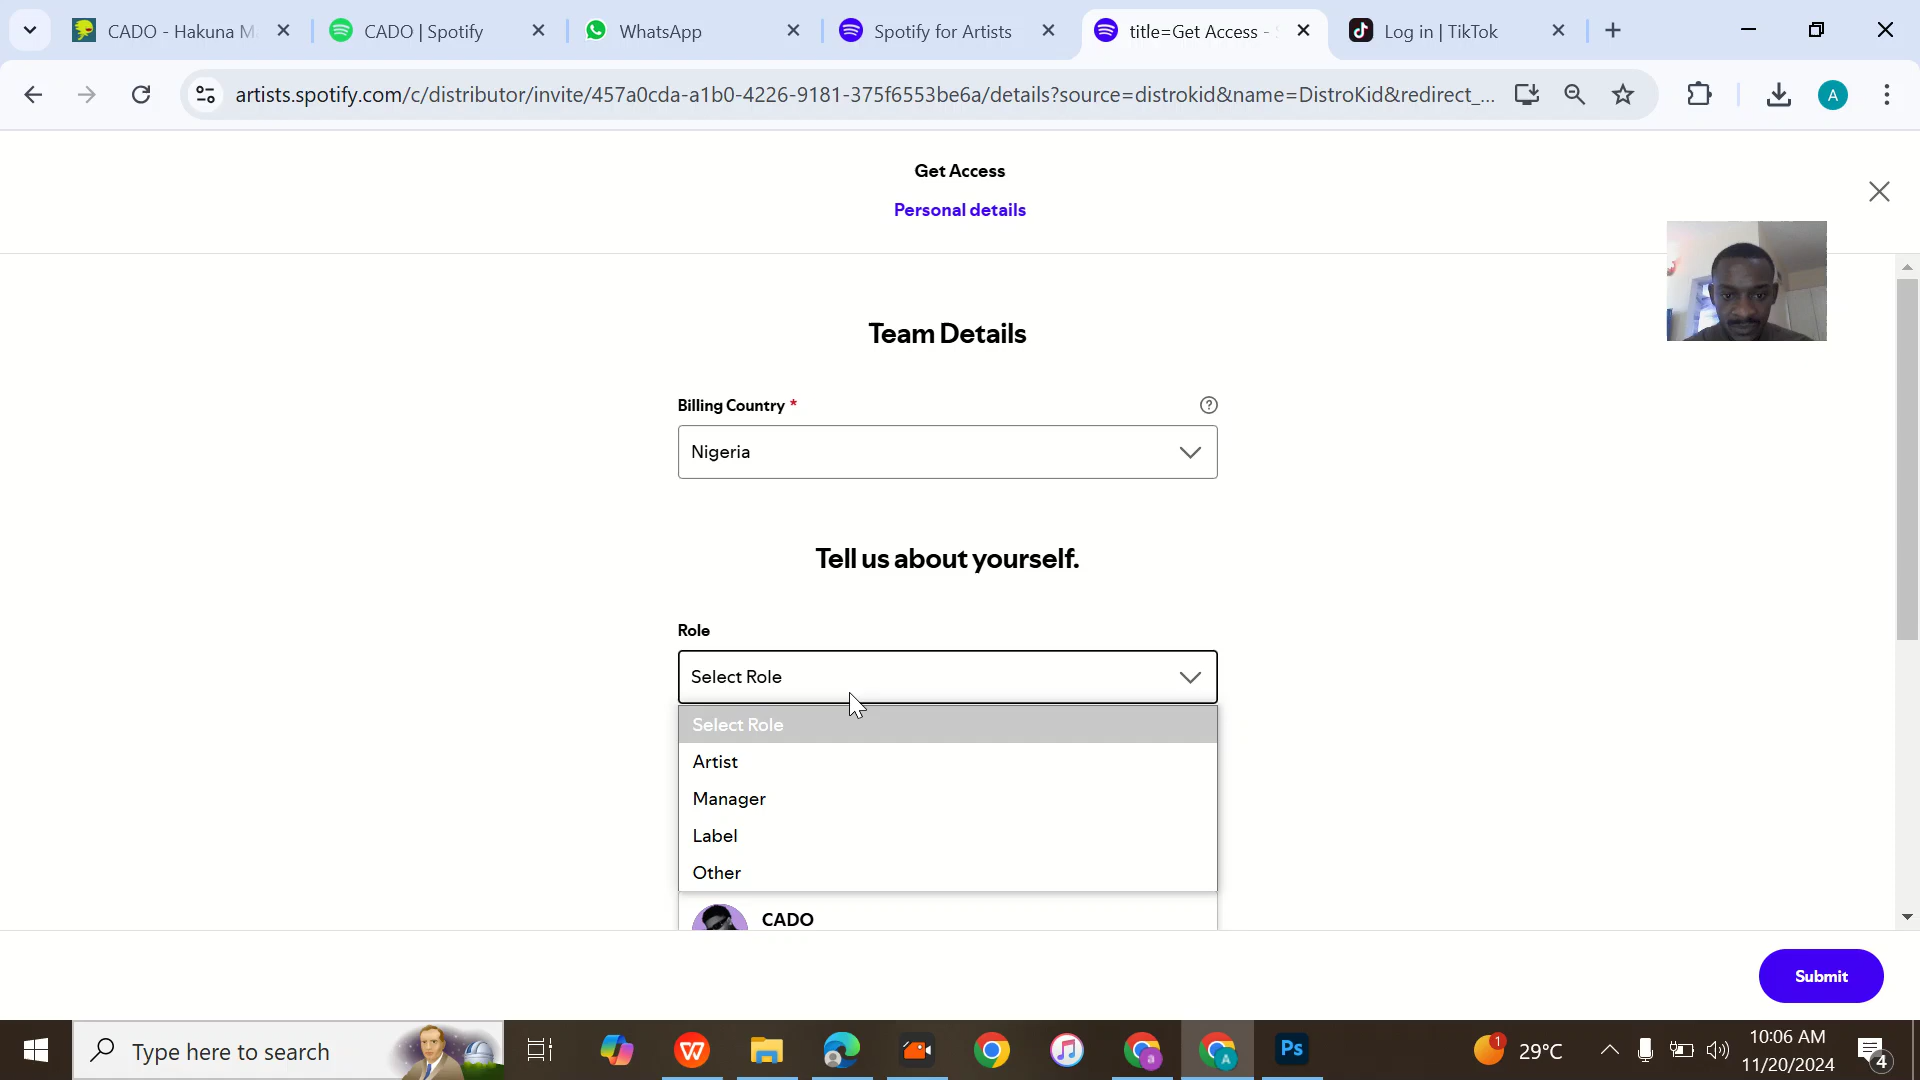 CADO - Hakuna M
CADO | Spotify
WhatsApp
Spotify for Artists
title=Get Access -
Log in | TikTok
artists.spotify.com/c/distributor/invite/457a0cda-a1b0-4226-9181-375f6553be6a/details?source=distrokid&name=DistroKid&redirect_...
A
Get Access
Personal details
Team Details
Billing Country *
Nigeria
Tell us about yourself.
Role
Select Role
Select Role
Artist
Manager
Label
Other
CADO
Submit
Type here to search
29°C
10:06 AM
11/20/2024